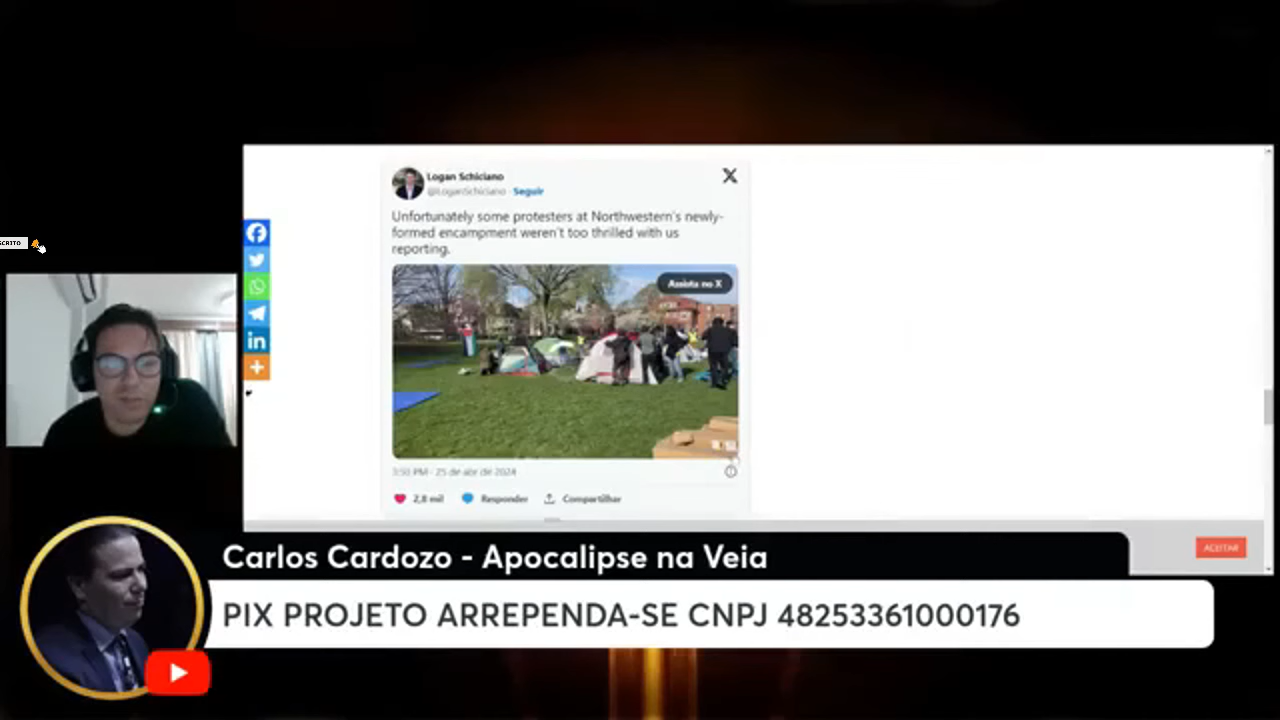 Logan Schiciano
@LoganSchiciano · Seguir
Unfortunately some protesters at Northwestern's newly-
formed encampment weren't too thrilled with us
reporting.
Assista no X
3:50 PM · 25 de abr de 2024
2,8 mil Responder Compartilhar
ACEITAR
Carlos Cardozo - Apocalipse na Veia
PIX PROJETO ARREPENDA-SE CNPJ 48253361000176